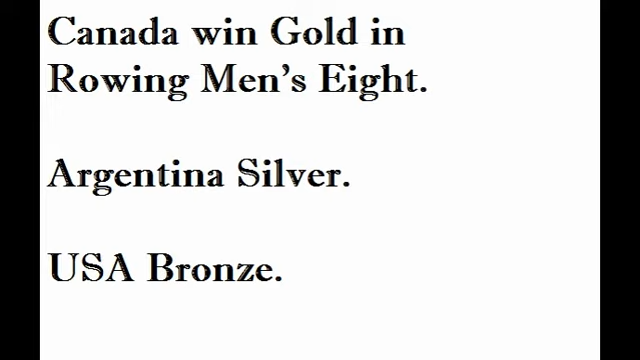 Canada win Gold in
Rowing Men’s Eight.
Argentina Silver.
USA Bronze.